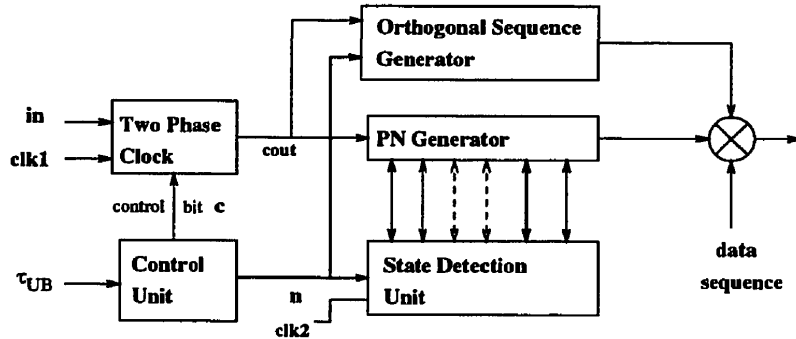 Orthogonal Sequence
Generator
in
clk1
Two Phase
Clock
cout
PN Generator
control bit c
τUB
Control
Unit
n
clk2
State Detection
Unit
data
sequence